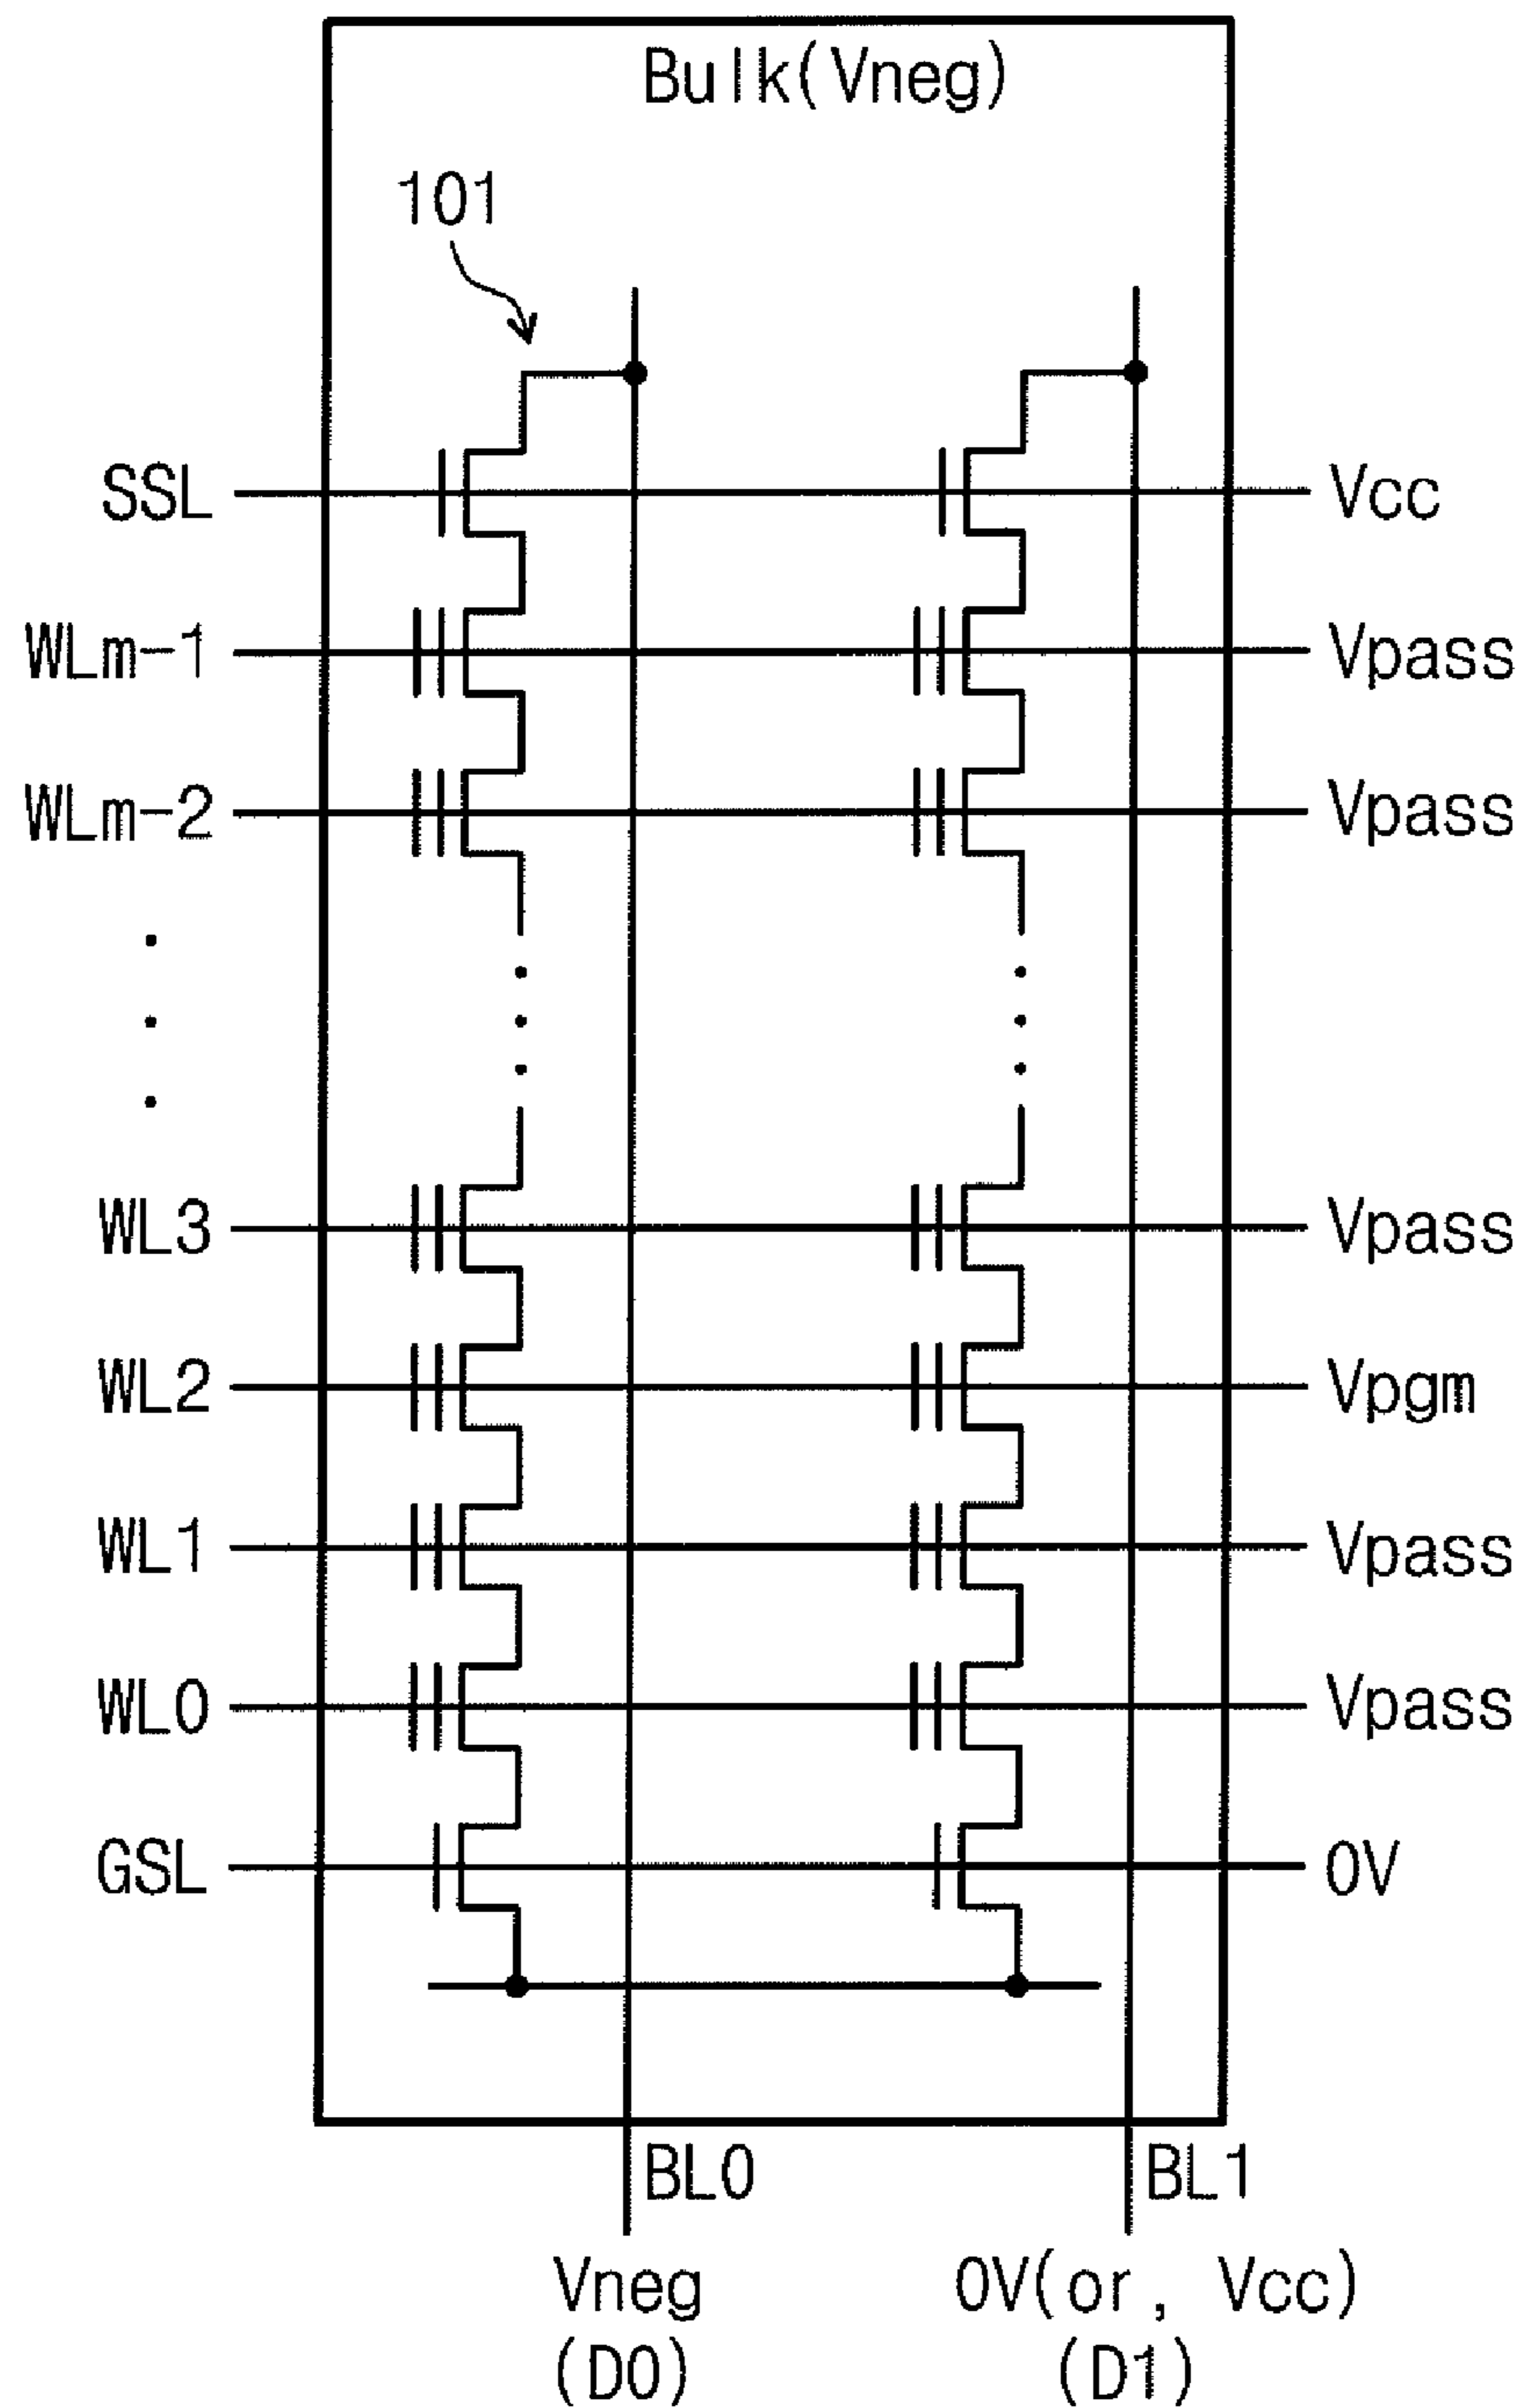 Bulk(Vneg)
101
SSL Vcc
WLm-1 Vpass
WLm-2 Vpass
WL3 Vpass
WL2 Vpgm
WL1 Vpass
WL0 Vpass
GSL 0V
BL0 BL1
Vneg 0V(or, Vcc)
(D0) (D1)